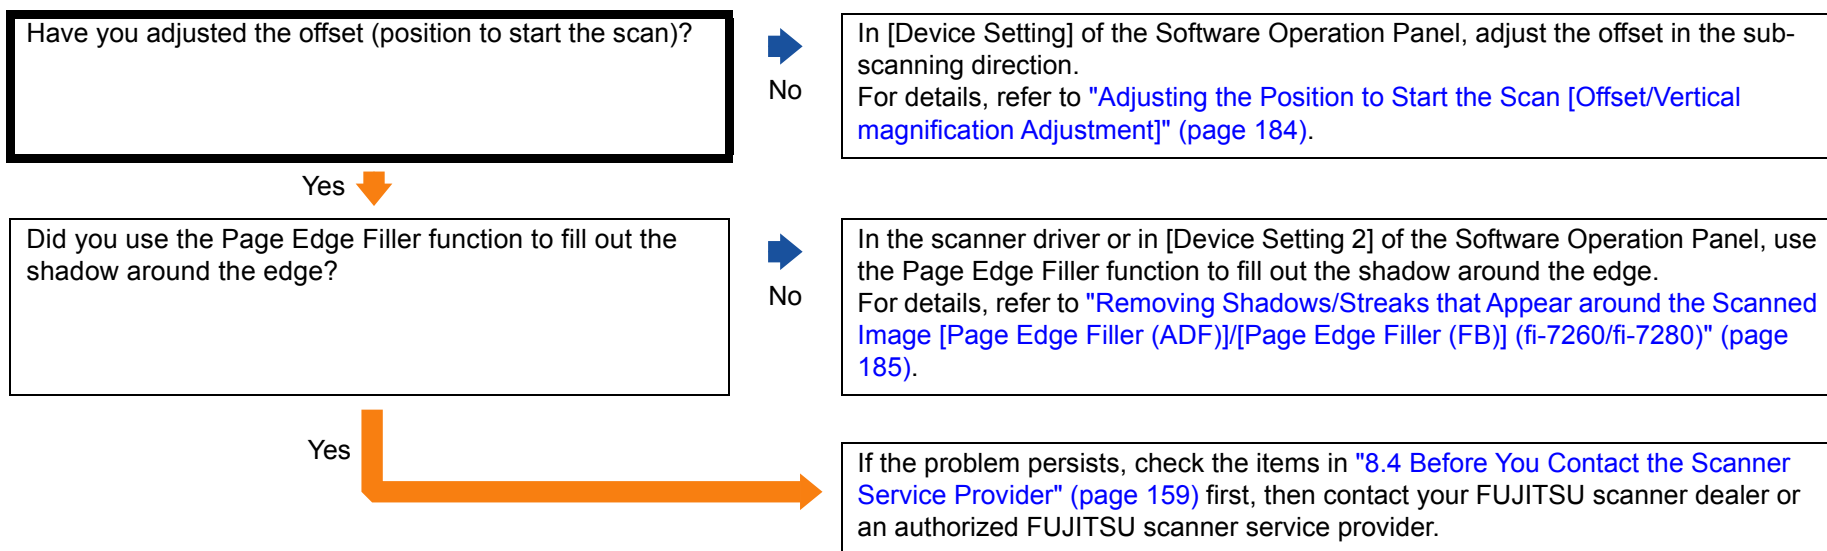 Have you adjusted the offset (position to start the scan)?
No
In [Device Setting] of the Software Operation Panel, adjust the offset in the sub-
scanning direction.
For details, refer to "Adjusting the Position to Start the Scan [Offset/Vertical
magnification Adjustment]" (page 184).
Yes
Did you use the Page Edge Filler function to fill out the
shadow around the edge?
No
In the scanner driver or in [Device Setting 2] of the Software Operation Panel, use
the Page Edge Filler function to fill out the shadow around the edge.
For details, refer to "Removing Shadows/Streaks that Appear around the Scanned
Image [Page Edge Filler (ADF)]/[Page Edge Filler (FB)] (fi-7260/fi-7280)" (page
185).
Yes
If the problem persists, check the items in "8.4 Before You Contact the Scanner
Service Provider" (page 159) first, then contact your FUJITSU scanner dealer or
an authorized FUJITSU scanner service provider.